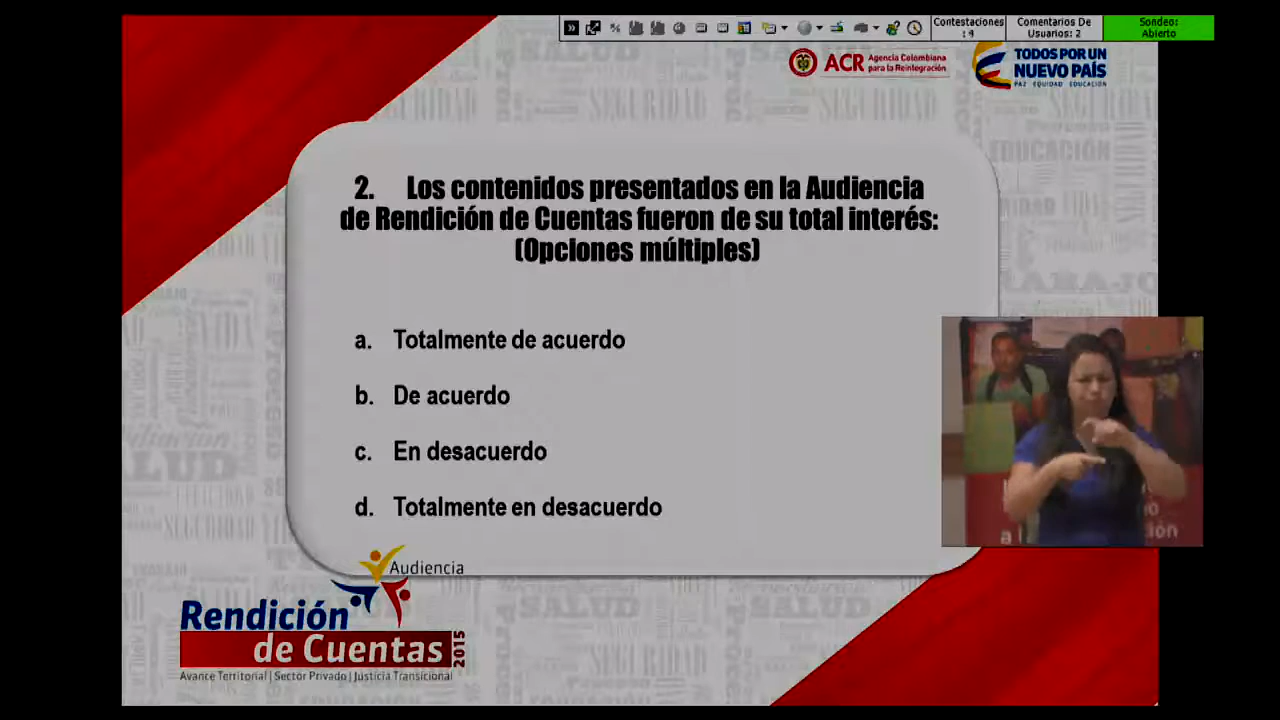 Contestaciones
: 4
Comentarios De
Usuarios: 2
Sondeo:
Abierto
ACR Agencia Colombiana
para la Reintegración
TODOS POR UN
NUEVO PAÍS
PAZ EQUIDAD EDUCACIÓN
2. Los contenidos presentados en la Audiencia
de Rendición de Cuentas fueron de su total interés:
(Opciones múltiples)
a. Totalmente de acuerdo
b. De acuerdo
c. En desacuerdo
d. Totalmente en desacuerdo
Audiencia
Rendición
de Cuentas 2015
Avance Territorial | Sector Privado | Justicia Transicional
SEGURIDAD
EDUCACIÓN
SALUD